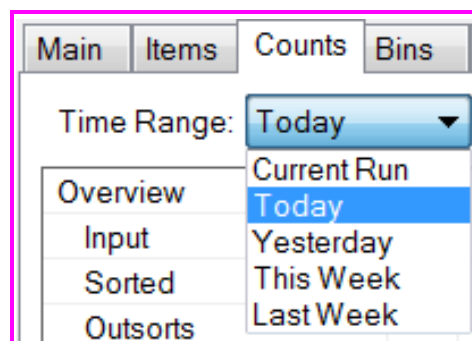 Main Items Counts Bins
Time Range: Today
Current Run
Overview Today
Input Yesterday
Sorted This Week
Outsorts Last Week